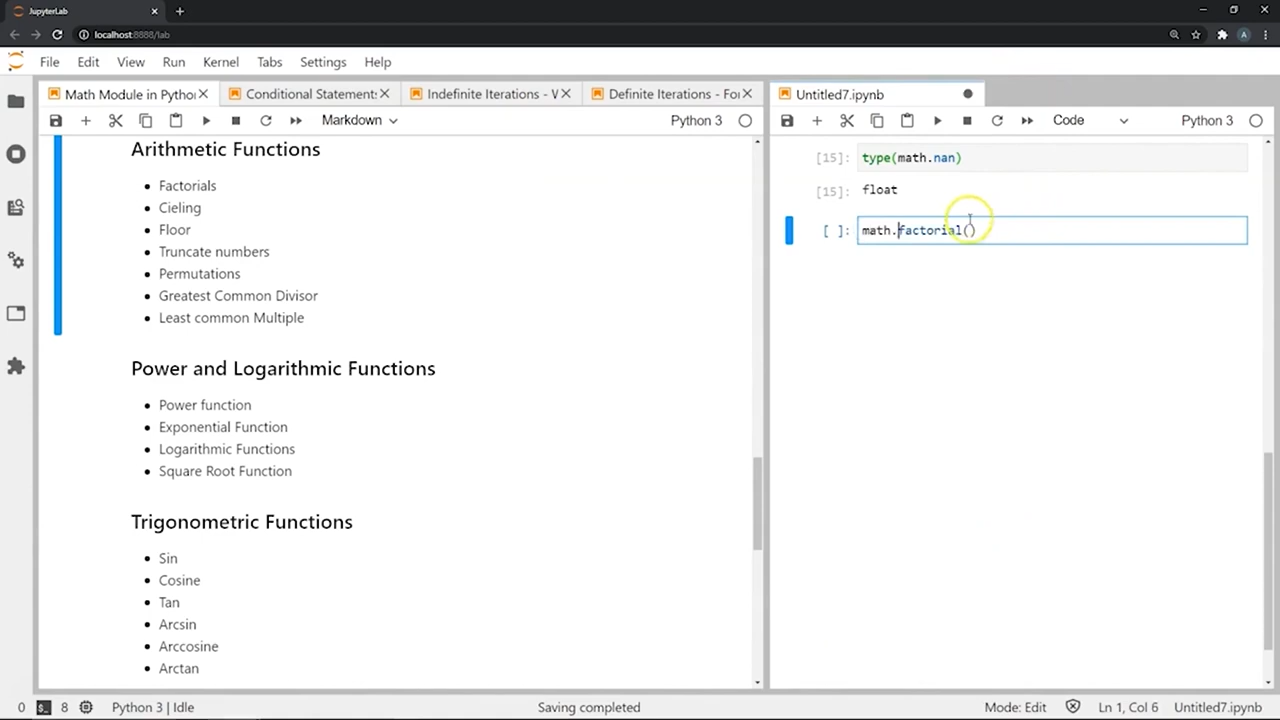 JupyterLab
localhost:8888/lab
A
File Edit View Run Kernel Tabs Settings Help
Math Module in Pythor
Conditional Statement:
Indefinite Iterations - V
Definite Iterations - Fo
Untitled7.ipynb
Markdown
Python 3
Code
Python 3
Arithmetic Functions
• Factorials
• Cieling
• Floor
• Truncate numbers
• Permutations
• Greatest Common Divisor
• Least common Multiple
Power and Logarithmic Functions
• Power function
• Exponential Function
• Logarithmic Functions
• Square Root Function
Trigonometric Functions
• Sin
• Cosine
• Tan
• Arcsin
• Arccosine
• Arctan
[15]: type(math.nan)
[15]: float
[ ]: math.factorial()
0
8
Python 3 | Idle
Saving completed
Mode: Edit
Ln 1, Col 6
Untitled7.ipynb